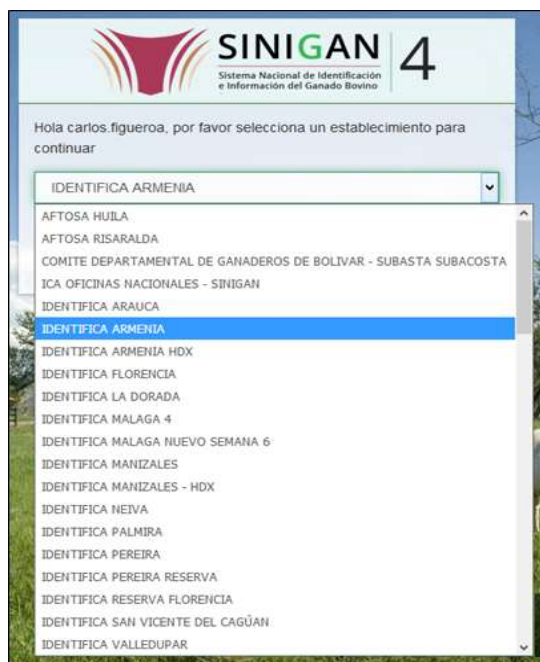 SINIGAN 4
Sistema Nacional de Identificación
e Información del Ganado Bovino
Hola carlos.figueroa, por favor selecciona un establecimiento para
continuar
IDENTIFICA ARMENIA
AFTOSA HUILA
AFTOSA RISARALDA
COMITE DEPARTAMENTAL DE GANADEROS DE BOLIVAR - SUBASTA SUBACOSTA
ICA OFICINAS NACIONALES - SINIGAN
IDENTIFICA ARAUCA
IDENTIFICA ARMENIA
IDENTIFICA ARMENIA HDX
IDENTIFICA FLORENCIA
IDENTIFICA LA DORADA
IDENTIFICA MALAGA 4
IDENTIFICA MALAGA NUEVO SEMANA 6
IDENTIFICA MANIZALES
IDENTIFICA MANIZALES - HDX
IDENTIFICA NEIVA
IDENTIFICA PALMIRA
IDENTIFICA PEREIRA
IDENTIFICA PEREIRA RESERVA
IDENTIFICA RESERVA FLORENCIA
IDENTIFICA SAN VICENTE DEL CAGÚAN
IDENTIFICA VALLEDUPAR